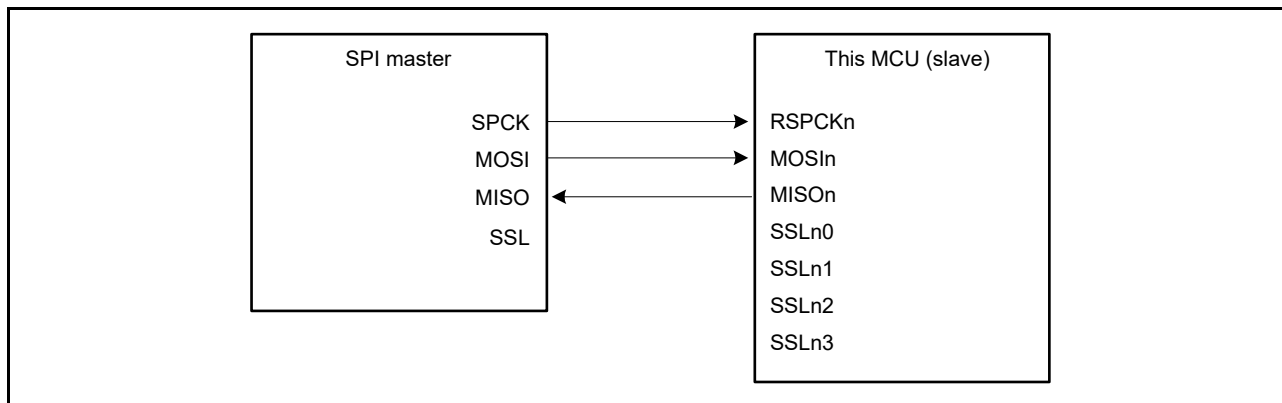 SPI master
SPCK
MOSI
MISO
SSL
This MCU (slave)
RSPCKn
MOSIn
MISOn
SSLn0
SSLn1
SSLn2
SSLn3